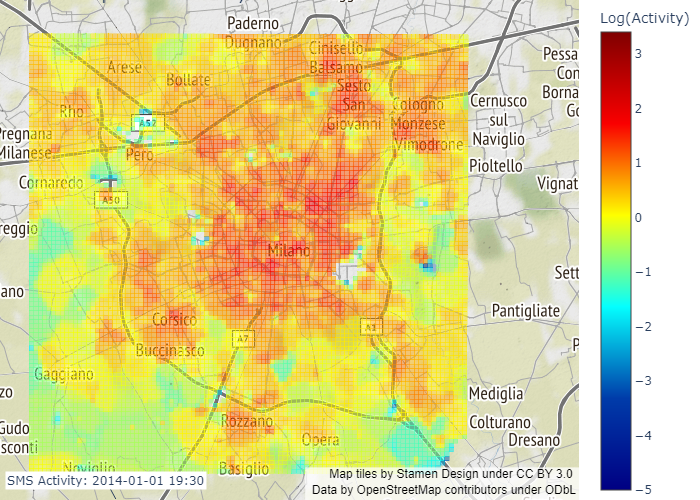 Paderno
Dugnano
Cinisello
Balsamo
Arese
Bollate
Sesto
San
Giovanni
Rho
A52
Cologno
Monzese
Vimodrone
Cernusco
sul
Naviglio
Pessa
Con
Borna
Go
Pregnana
Milanese
Pero
Pioltello
Cornaredo
A50
Vignat
reggio
Milano
Sett
ano
Pantigliate
Corsico
A7
A1
P
Buccinasco
Gaggiano
zo
Mediglia
Rozzano
Colturano
Gudo
sconti
Opera
Dresano
Noviglio
Basiglio
SMS Activity: 2014-01-01 19:30
Map tiles by Stamen Design under CC BY 3.0
Data by OpenStreetMap contributors under ODbL
Log(Activity)
3
2
1
0
−1
−2
−3
−4
−5